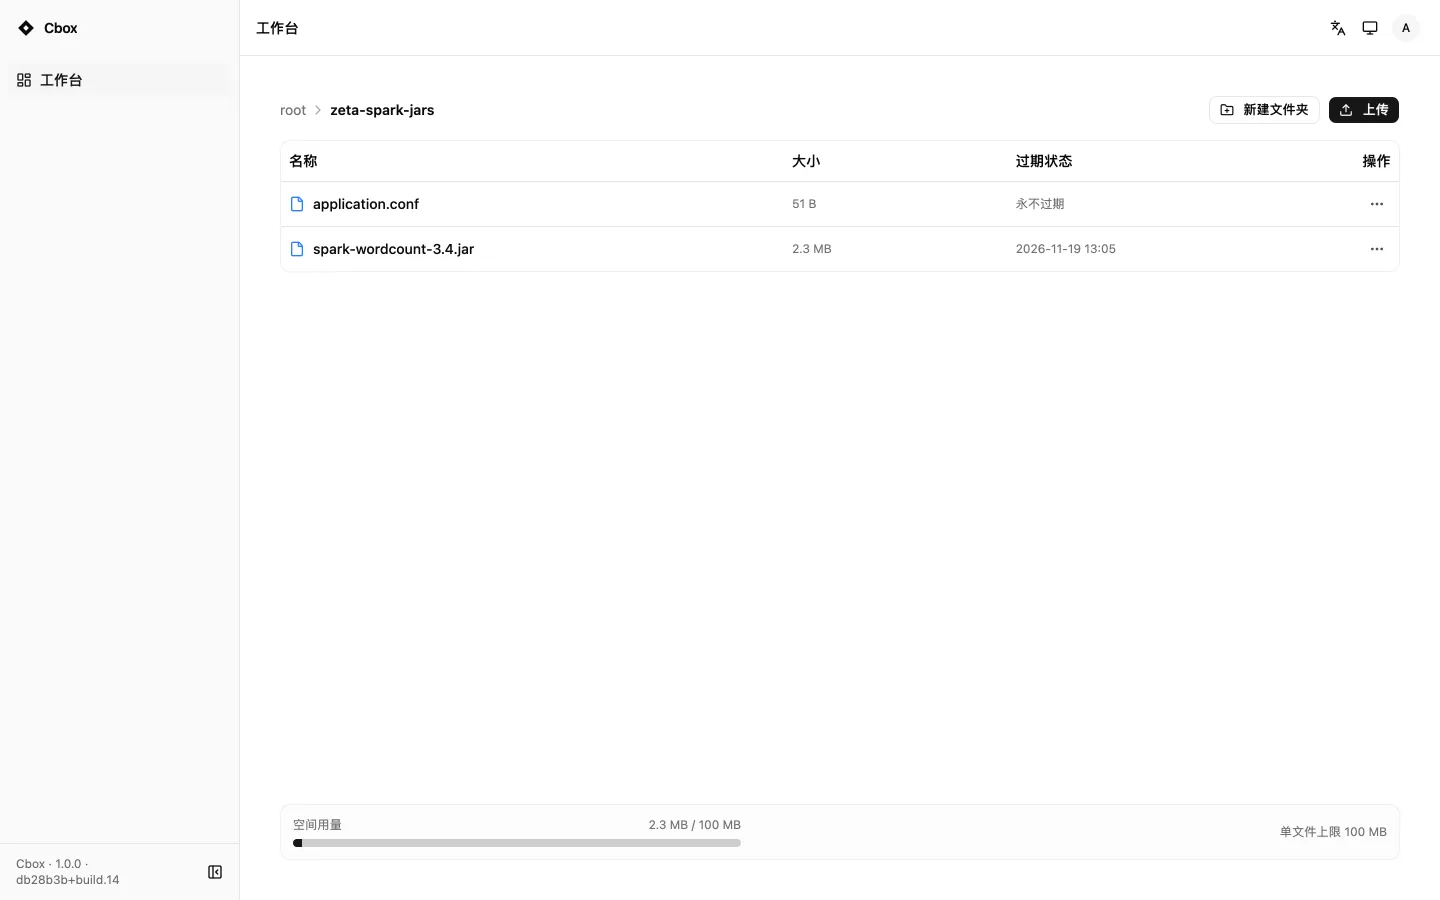 Cbox
工作台
工作台
A
root
zeta-spark-jars
新建文件夹
上传
名称 大小 过期状态 操作
application.conf 51 B 永不过期
spark-wordcount-3.4.jar 2.3 MB 2026-11-19 13:05
空间用量 2.3 MB / 100 MB
单文件上限 100 MB
Cbox · 1.0.0 ·
db28b3b+build.14